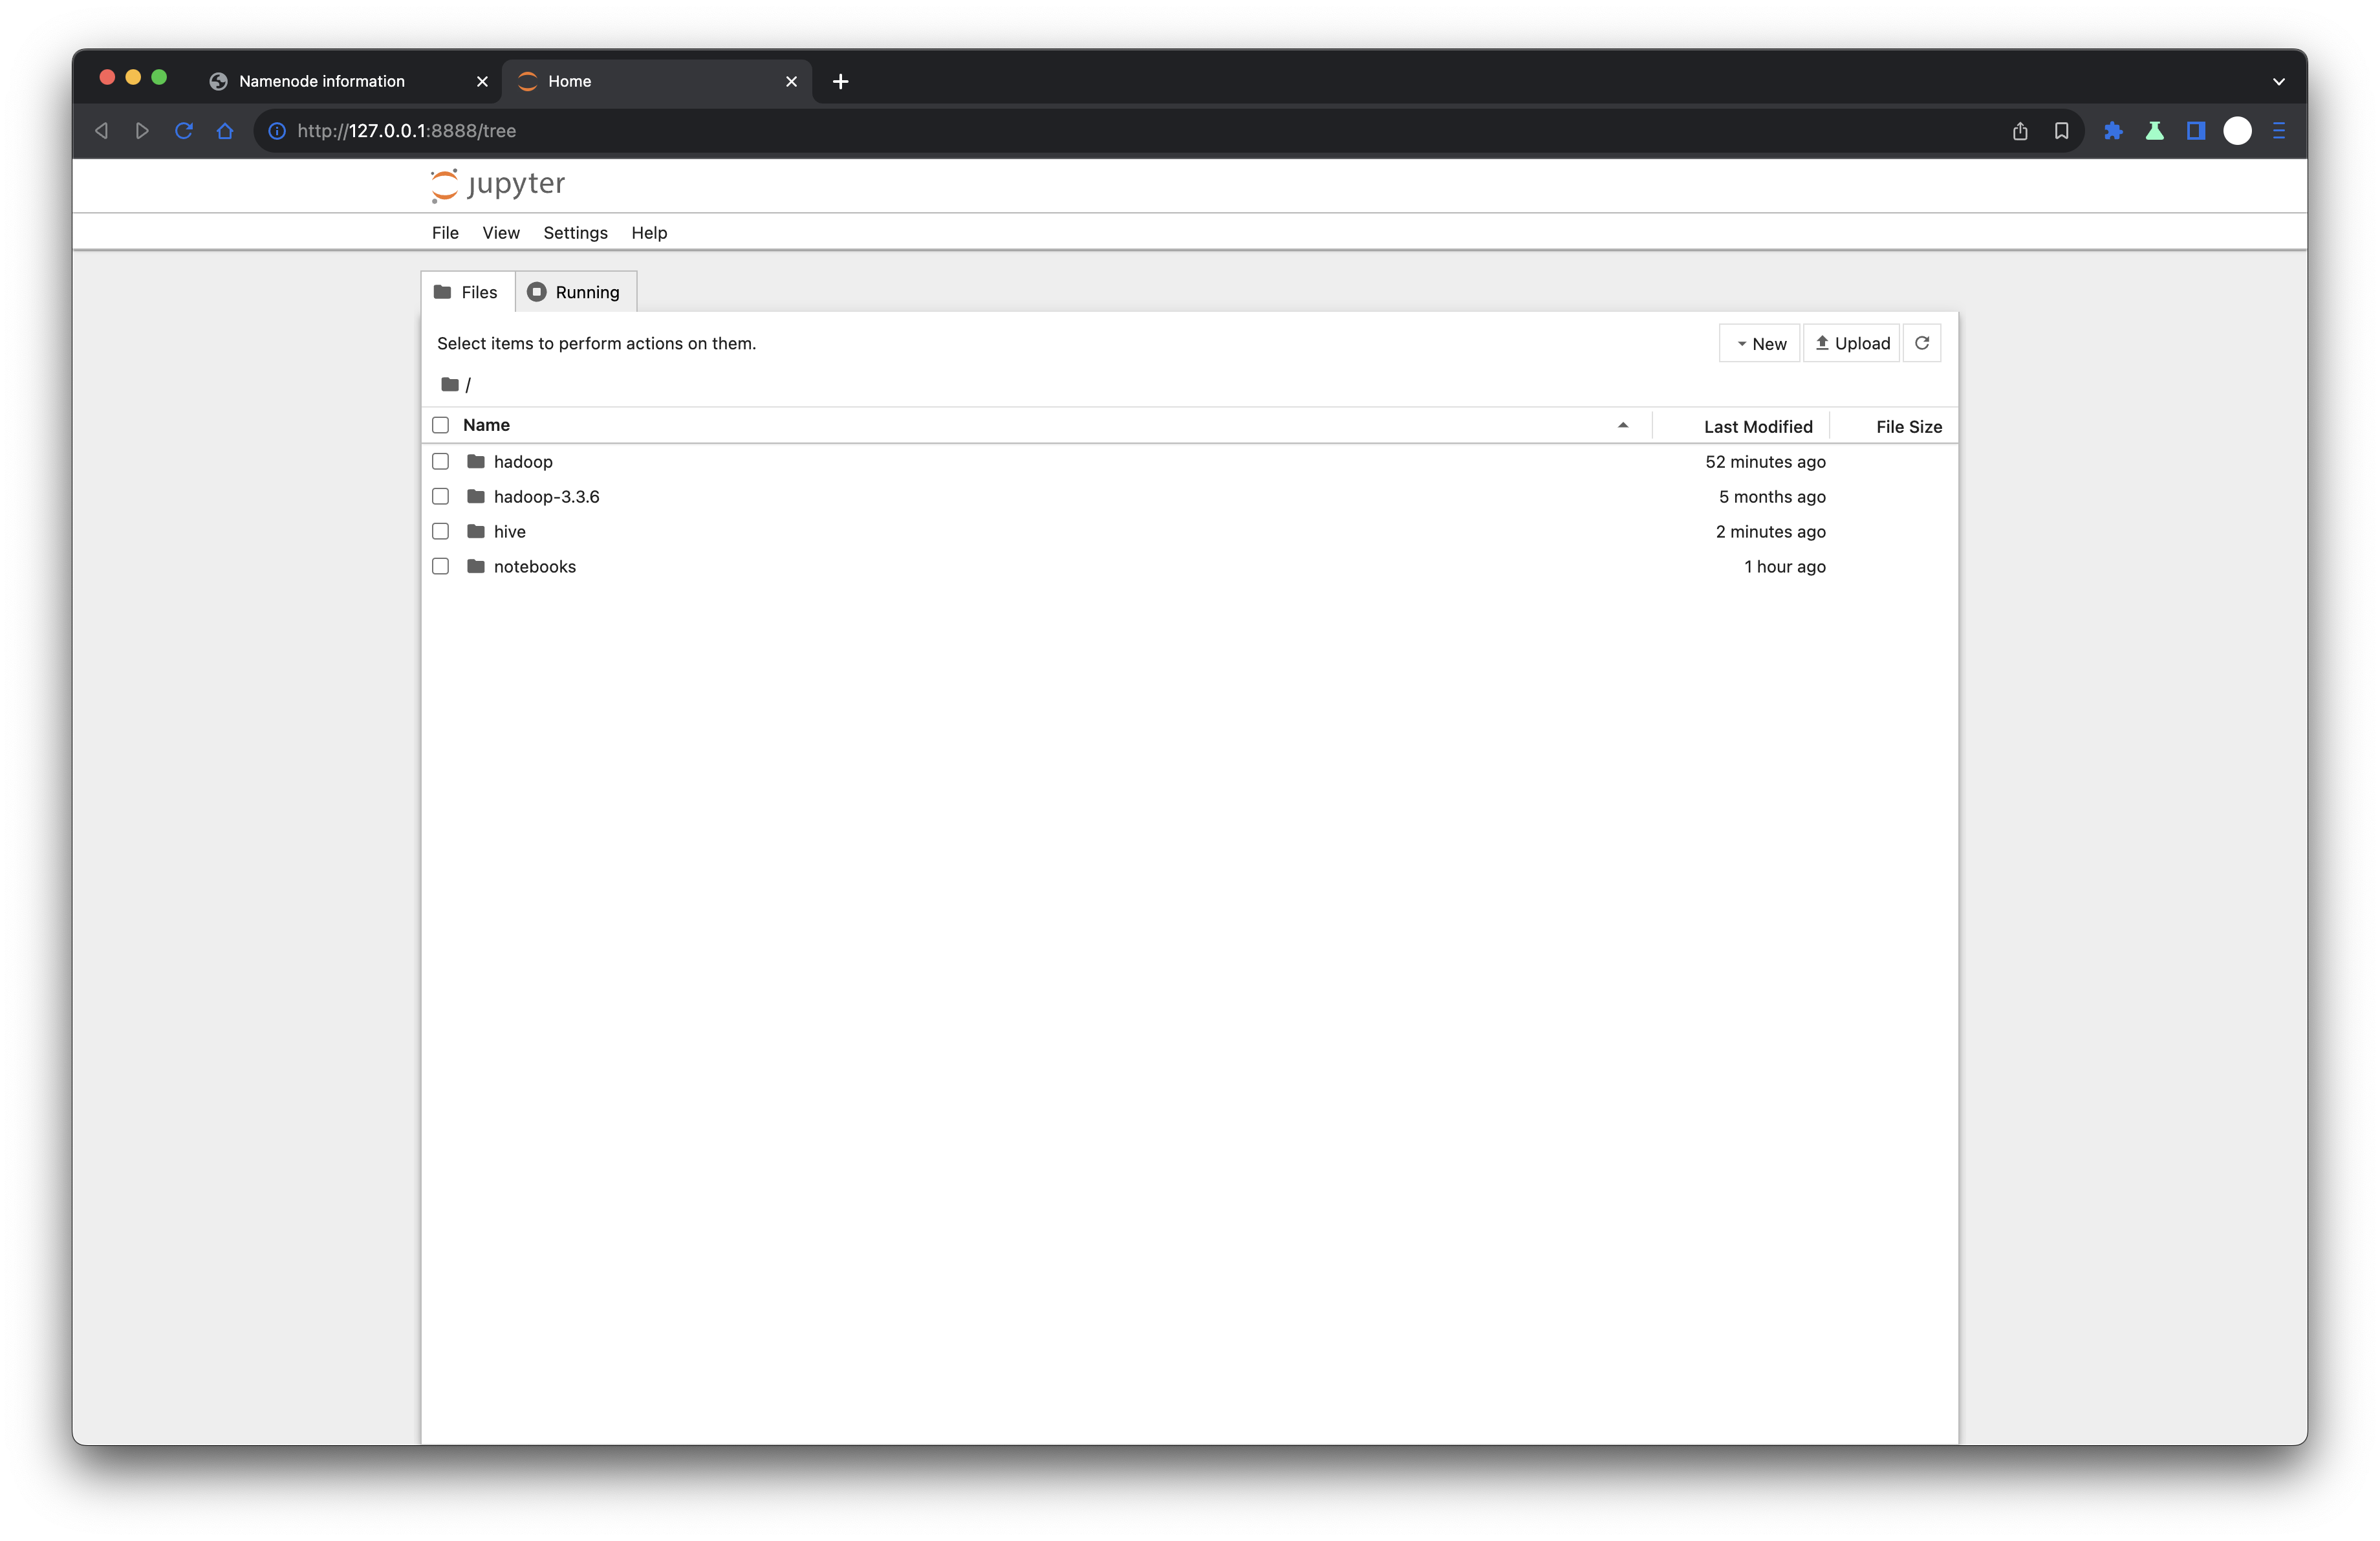 Namenode information
Home
http://127.0.0.1:8888/tree
jupyter
File View Settings Help
Files Running
Select items to perform actions on them. New Upload
/
Name Last Modified File Size
hadoop 52 minutes ago
hadoop-3.3.6 5 months ago
hive 2 minutes ago
notebooks 1 hour ago